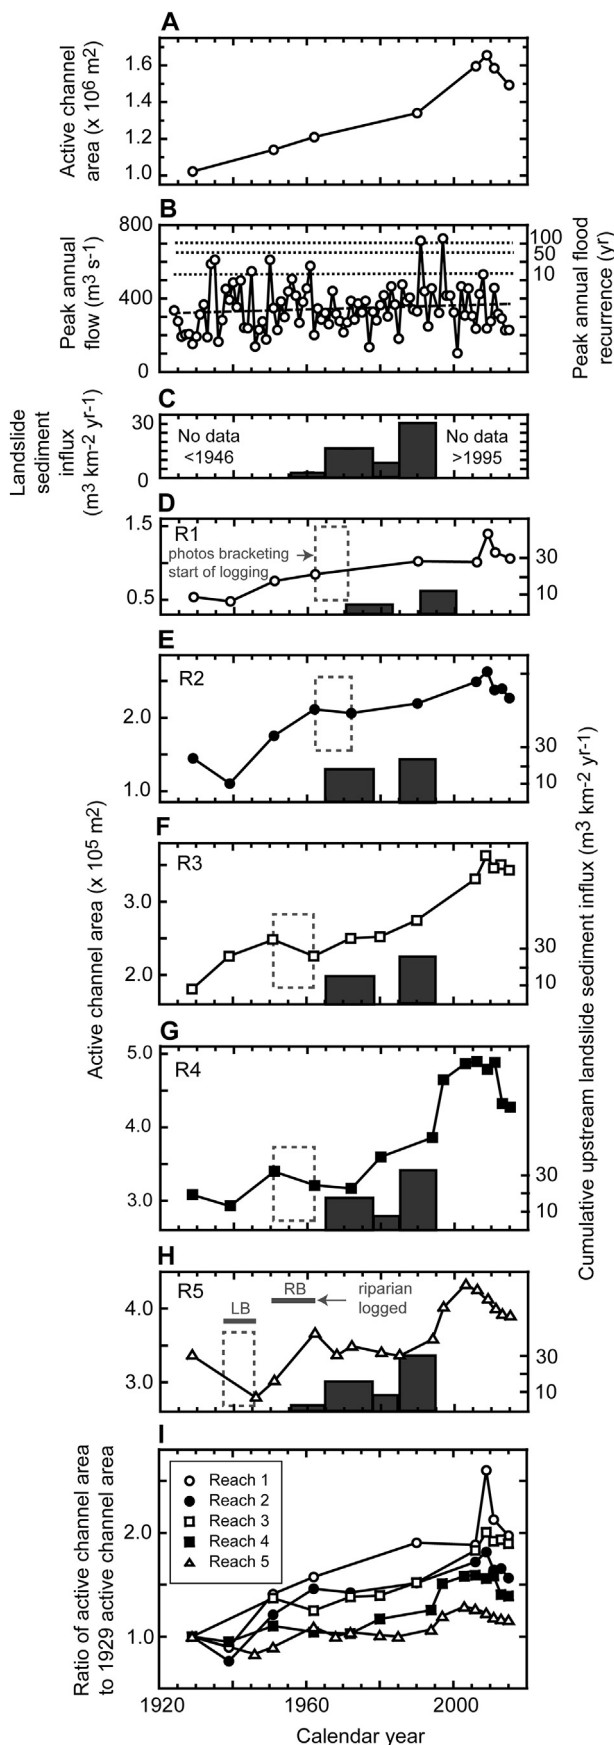 A
Active channel
area (x 10⁶ m2)
1.6
1.4
1.2
1.0
B
Peak annual
flow (m³ s-1)
800
400
0
100
50
10
Peak annual flood
recurrence (yr)
C
Landslide
sediment
influx
(m³ km-2 yr-1)
30
0
No data
<1946
No data
>1995
D
R1
1.5
0.5
photos bracketing
start of logging
30
10
E
R2
2.0
1.0
30
10
F
R3
3.0
2.0
30
10
Active channel area (x 10⁵ m2)
Cumulative upstream landslide sediment influx (m³ km-2 yr-1)
G
R4
5.0
4.0
3.0
30
10
H
R5
RB
LB
riparian
logged
4.0
3.0
30
10
I
Ratio of active channel area
to 1929 active channel area
Reach 1
Reach 2
Reach 3
Reach 4
Reach 5
2.0
1.0
1920
1960
2000
Calendar year